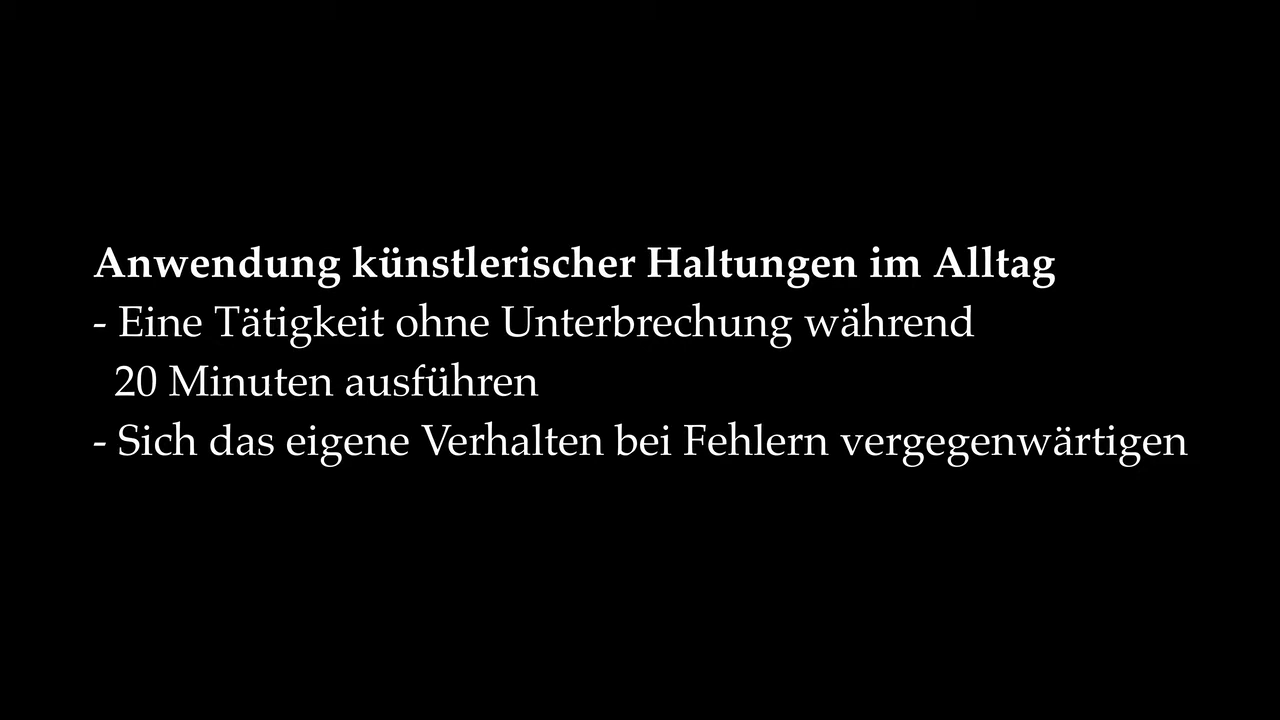 Anwendung künstlerischer Haltungen im Alltag
- Eine Tätigkeit ohne Unterbrechung während
20 Minuten ausführen
- Sich das eigene Verhalten bei Fehlern vergegenwärtigen